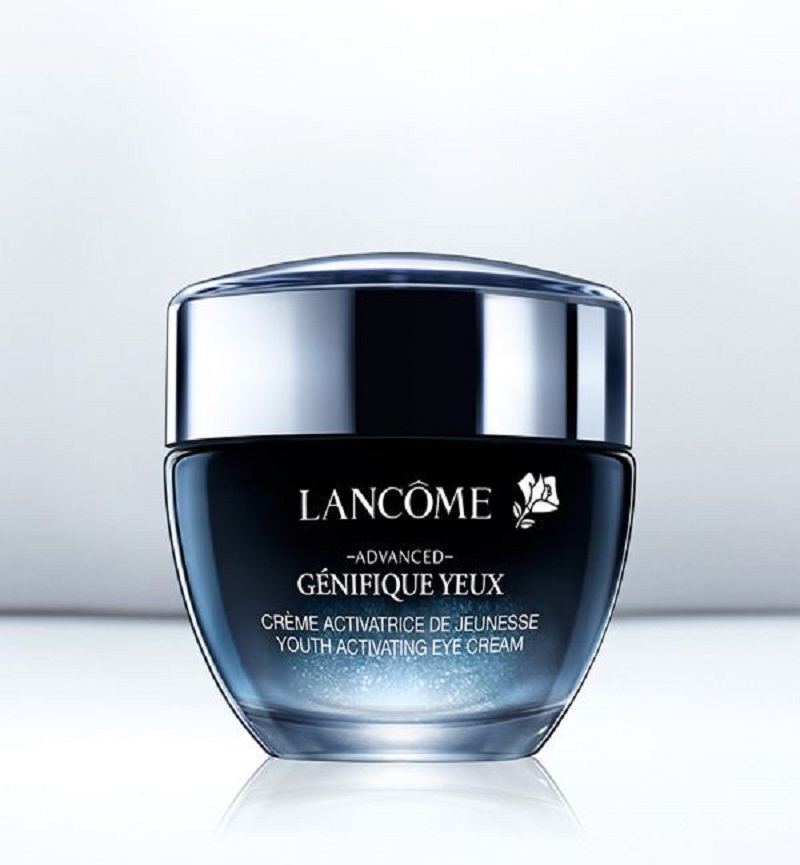 LANCÔME
–ADVANCED–
GÉNIFIQUE YEUX
CRÈME ACTIVATRICE DE JEUNESSE
YOUTH ACTIVATING EYE CREAM